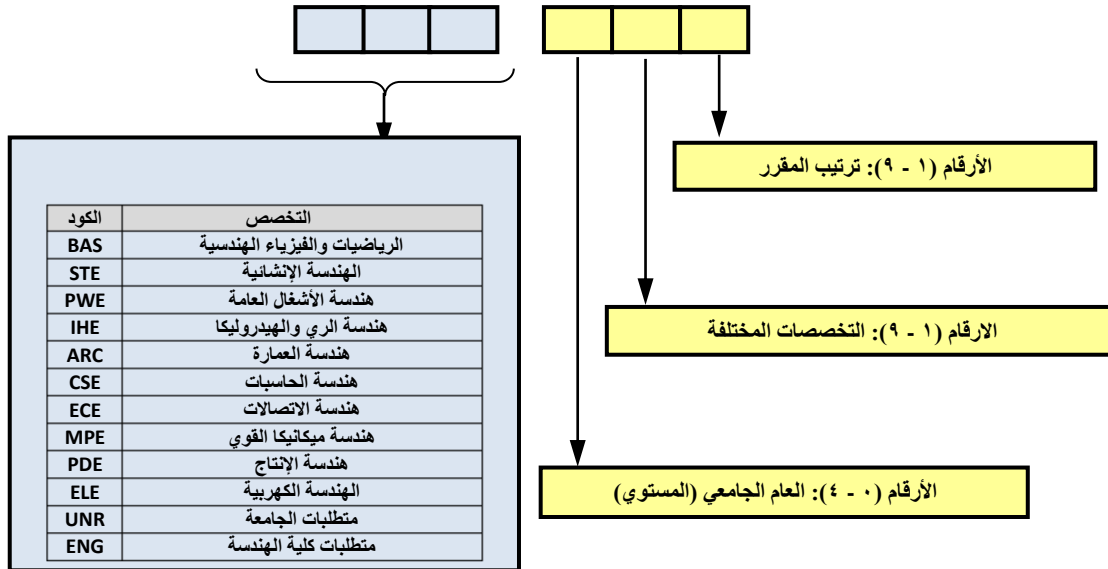 الأرقام (١ - ٩): ترتيب المقرر
الارقام (١ - ٩): التخصصات المختلفة
الأرقام (٠ - ٤): العام الجامعي (المستوي)
التخصص الكود
الرياضيات والفيزياء الهندسية BAS
الهندسة الإنشائية STE
هندسة الأشغال العامة PWE
هندسة الري والهيدروليكا IHE
هندسة العمارة ARC
هندسة الحاسبات CSE
هندسة الاتصالات ECE
هندسة ميكانيكا القوي MPE
هندسة الإنتاج PDE
الهندسة الكهربية ELE
متطلبات الجامعة UNR
متطلبات كلية الهندسة ENG